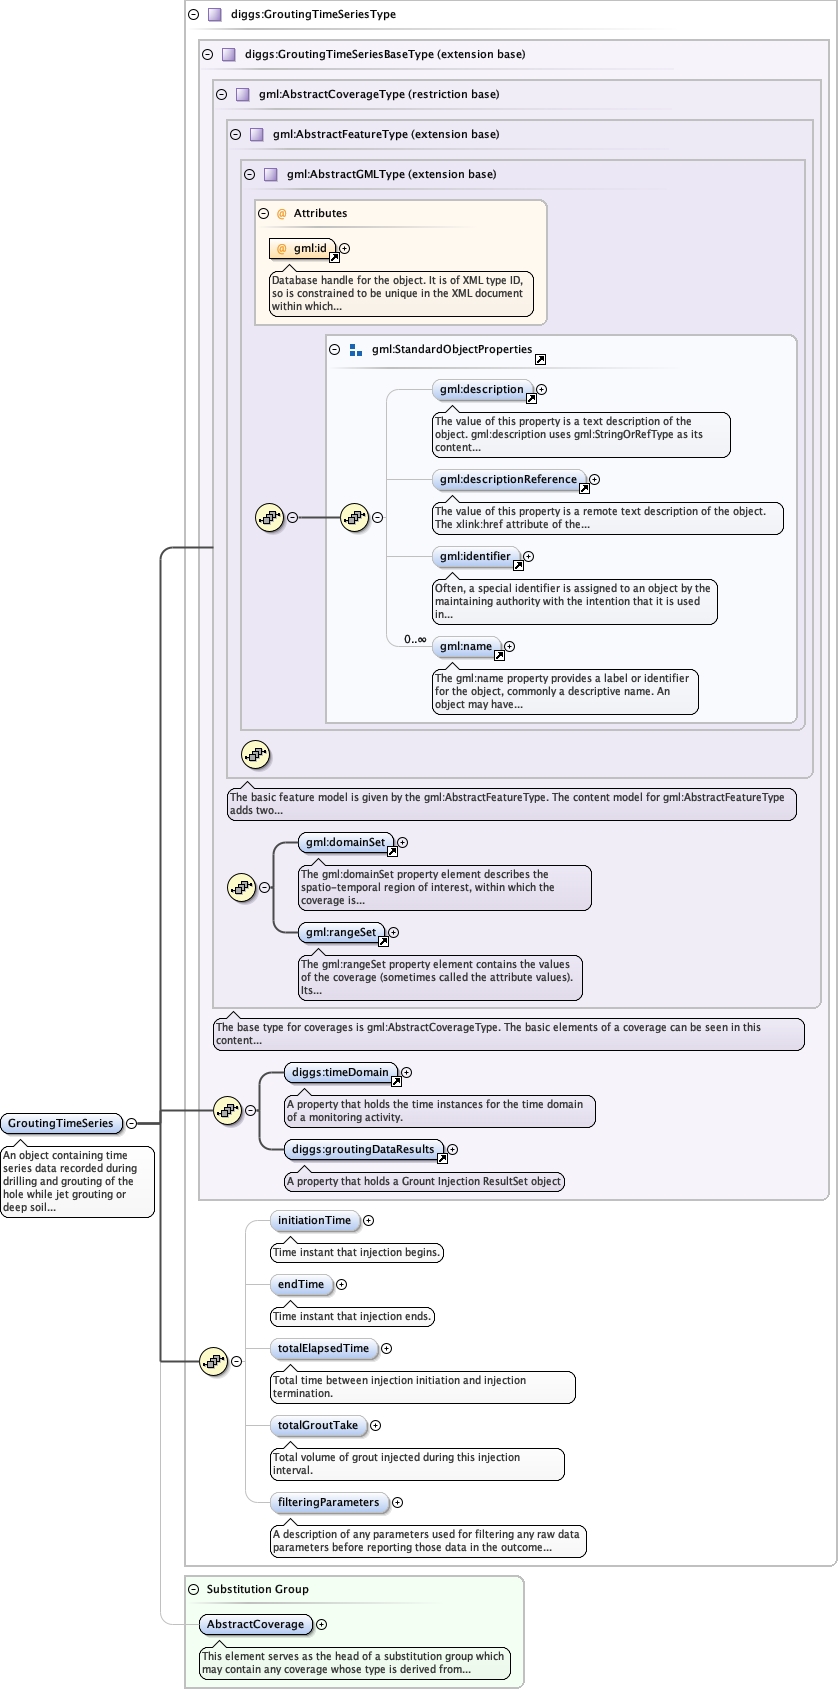 diggs:GroutingTimeSeriesType
diggs:GroutingTimeSeriesBaseType (extension base)
gml:AbstractCoverageType (restriction base)
gml:AbstractFeatureType (extension base)
gml:AbstractGMLType (extension base)
@ Attributes
@ gml:id
Database handle for the object. It is of XML type ID,
so is constrained to be unique in the XML document
within which...
gml:StandardObjectProperties
gml:description
The value of this property is a text description of the
object. gml:description uses gml:StringOrRefType as its
content...
gml:descriptionReference
The value of this property is a remote text description of the object.
The xlink:href attribute of the...
gml:identifier
Often, a special identifier is assigned to an object by the
maintaining authority with the intention that it is used
in...
0..∞
gml:name
The gml:name property provides a label or identifier
for the object, commonly a descriptive name. An
object may have...
The basic feature model is given by the gml:AbstractFeatureType. The content model for gml:AbstractFeatureType
adds two...
gml:domainSet
The gml:domainSet property element describes the
spatio-temporal region of interest, within which the
coverage is...
gml:rangeSet
The gml:rangeSet property element contains the values
of the coverage (sometimes called the attribute values).
Its...
The base type for coverages is gml:AbstractCoverageType. The basic elements of a coverage can be seen in this
content...
diggs:timeDomain
A property that holds the time instances for the time domain
of a monitoring activity.
diggs:groutingDataResults
A property that holds a Grount Injection ResultSet object
GroutingTimeSeries
An object containing time
series data recorded during
drilling and grouting of the
hole while jet grouting or
deep soil...
initiationTime
Time instant that injection begins.
endTime
Time instant that injection ends.
totalElapsedTime
Total time between injection initiation and injection
termination.
totalGroutTake
Total volume of grout injected during this injection
interval.
filteringParameters
A description of any parameters used for filtering any raw data
parameters before reporting those data in the outcome...
Substitution Group
AbstractCoverage
This element serves as the head of a substitution group which
may contain any coverage whose type is derived from...